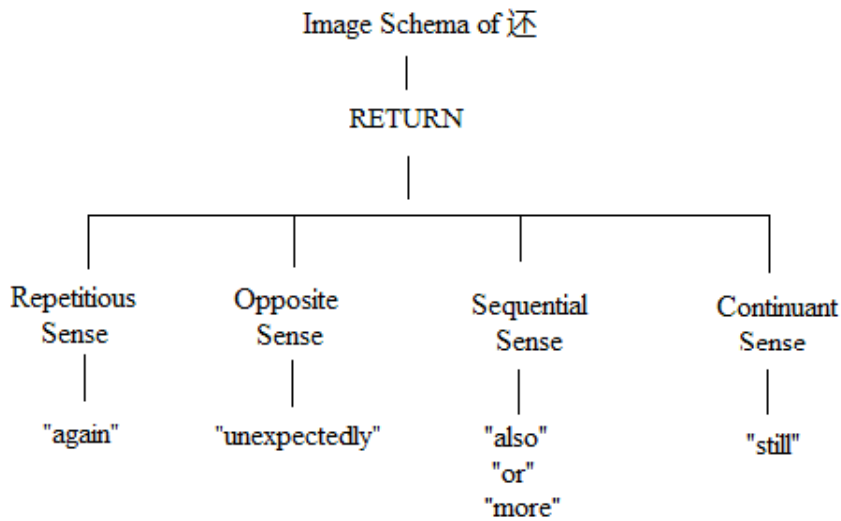 Image Schema of 还
RETURN
Repetitious
Sense
Opposite
Sense
Sequential
Sense
Continuant
Sense
"again"
"unexpectedly"
"also"
"or"
"more"
"still"